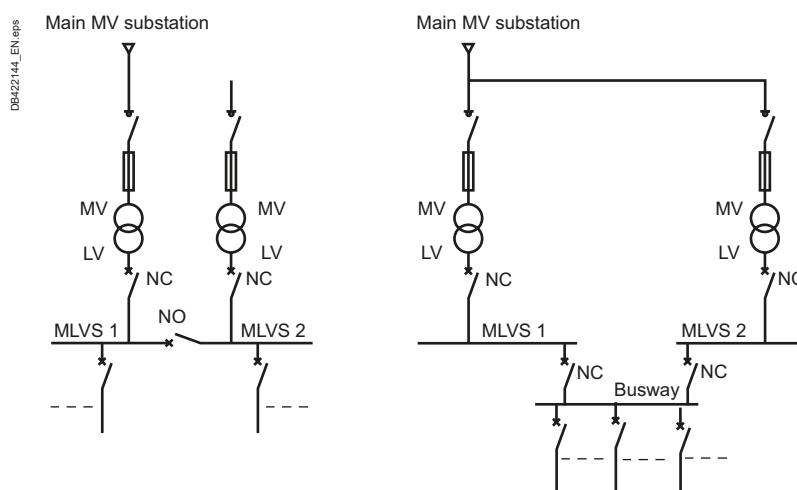 DB422144_EN.eps
Main MV substation
MV
LV
NC
MV
LV
NC
NO
MLVS 1
MLVS 2
Main MV substation
MV
LV
NC
MV
LV
NC
MLVS 1
MLVS 2
NC
NC
Busway